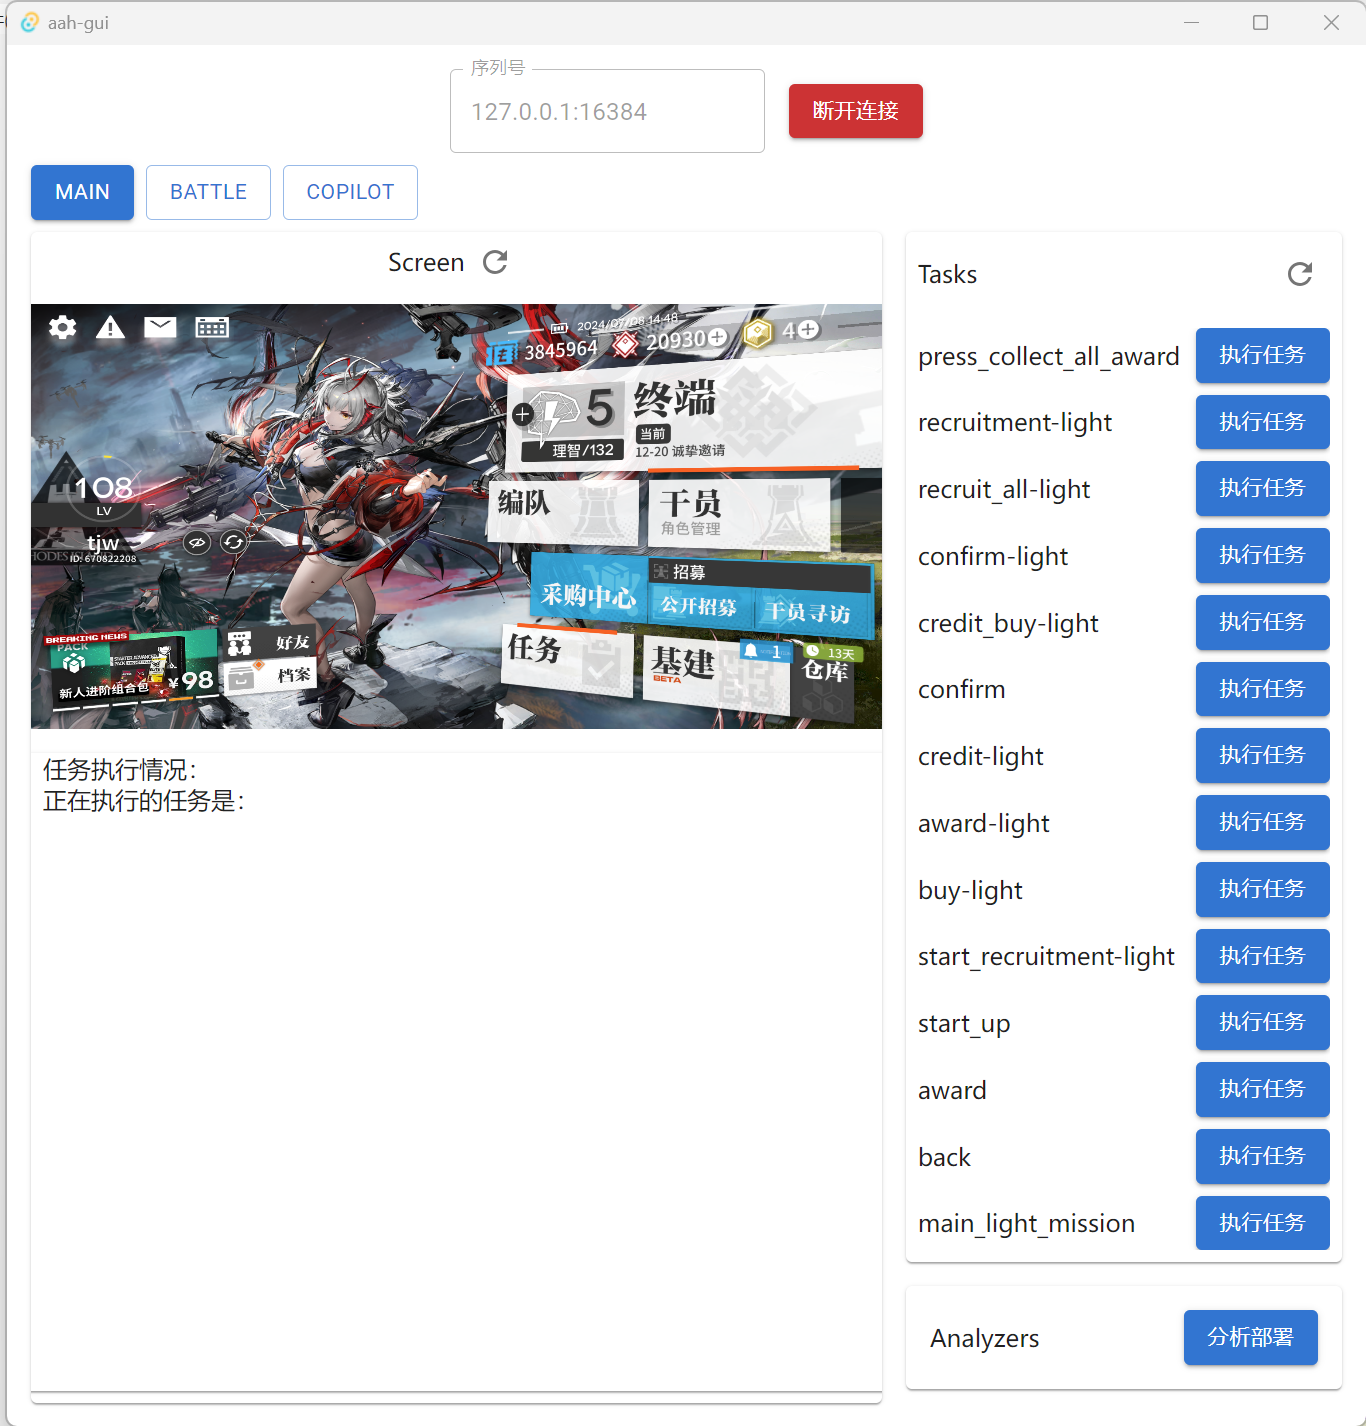 aah-gui
序列号
127.0.0.1:16384
断开连接
MAIN
BATTLE
COPILOT
Screen
2024/07/08 14:48
3845964
20930
4
5
理智/132
终端
当前
12-20 诚挚邀请
108
LV
tjw
ID: 670822208
编队
干员
角色管理
采购中心
招募
公开招募
干员寻访
BREAKING NEWS
PACK
新人进阶组合包
¥98
好友
档案
任务
基建
BETA
1
13天
仓库
任务执行情况：
正在执行的任务是：
Tasks
press_collect_all_award
执行任务
recruitment-light
执行任务
recruit_all-light
执行任务
confirm-light
执行任务
credit_buy-light
执行任务
confirm
执行任务
credit-light
执行任务
award-light
执行任务
buy-light
执行任务
start_recruitment-light
执行任务
start_up
执行任务
award
执行任务
back
执行任务
main_light_mission
执行任务
Analyzers
分析部署